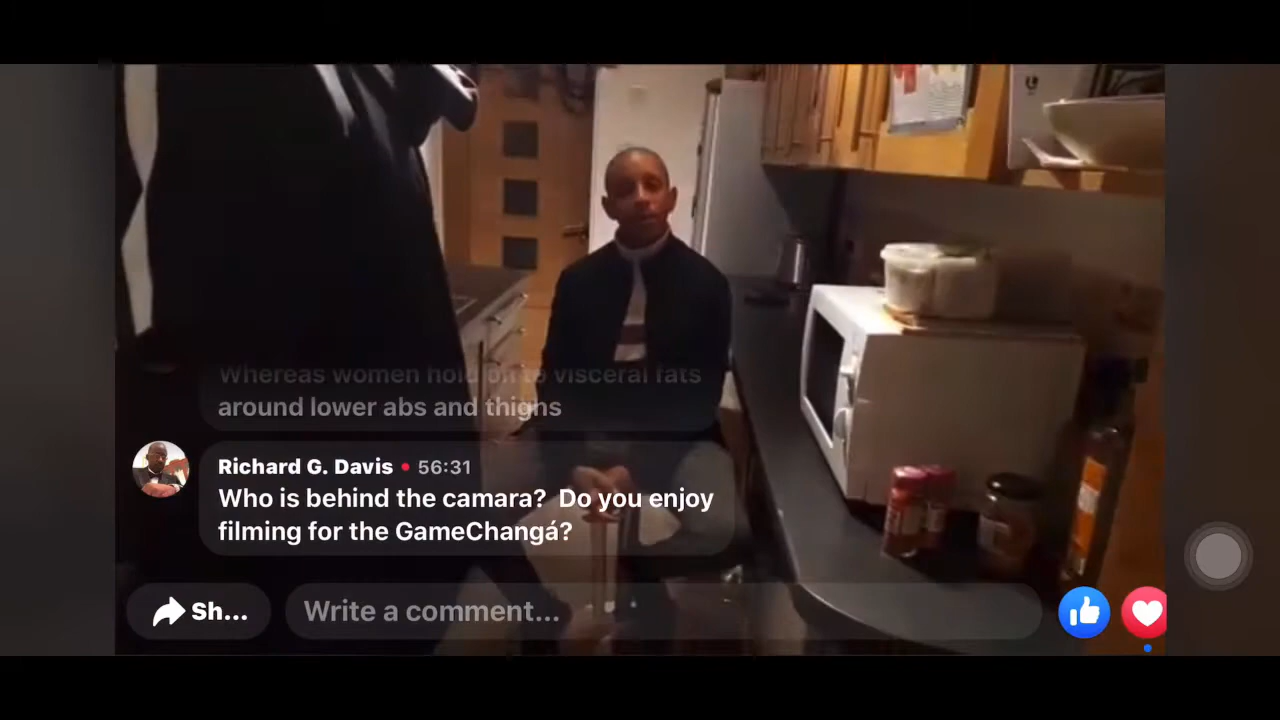 Whereas women hold on to visceral fats
around lower abs and thighs
Richard G. Davis • 56:31
Who is behind the camara? Do you enjoy
filming for the GameChangá?
Sh...
Write a comment...